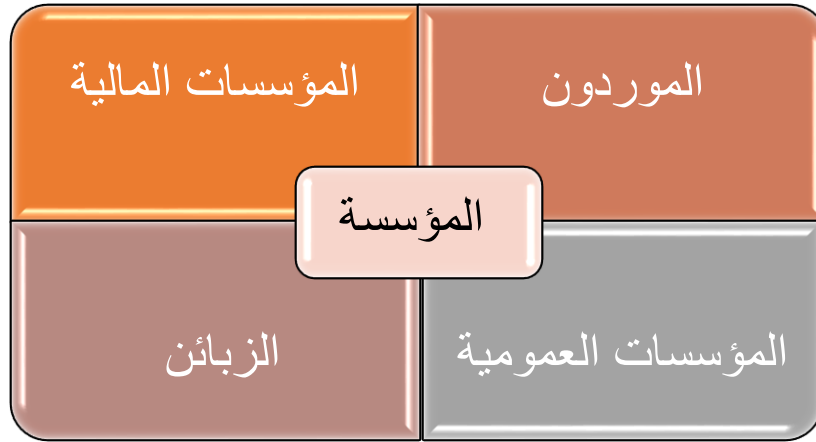 الموردون
المؤسسات المالية
المؤسسة
المؤسسات العمومية
الزبائن